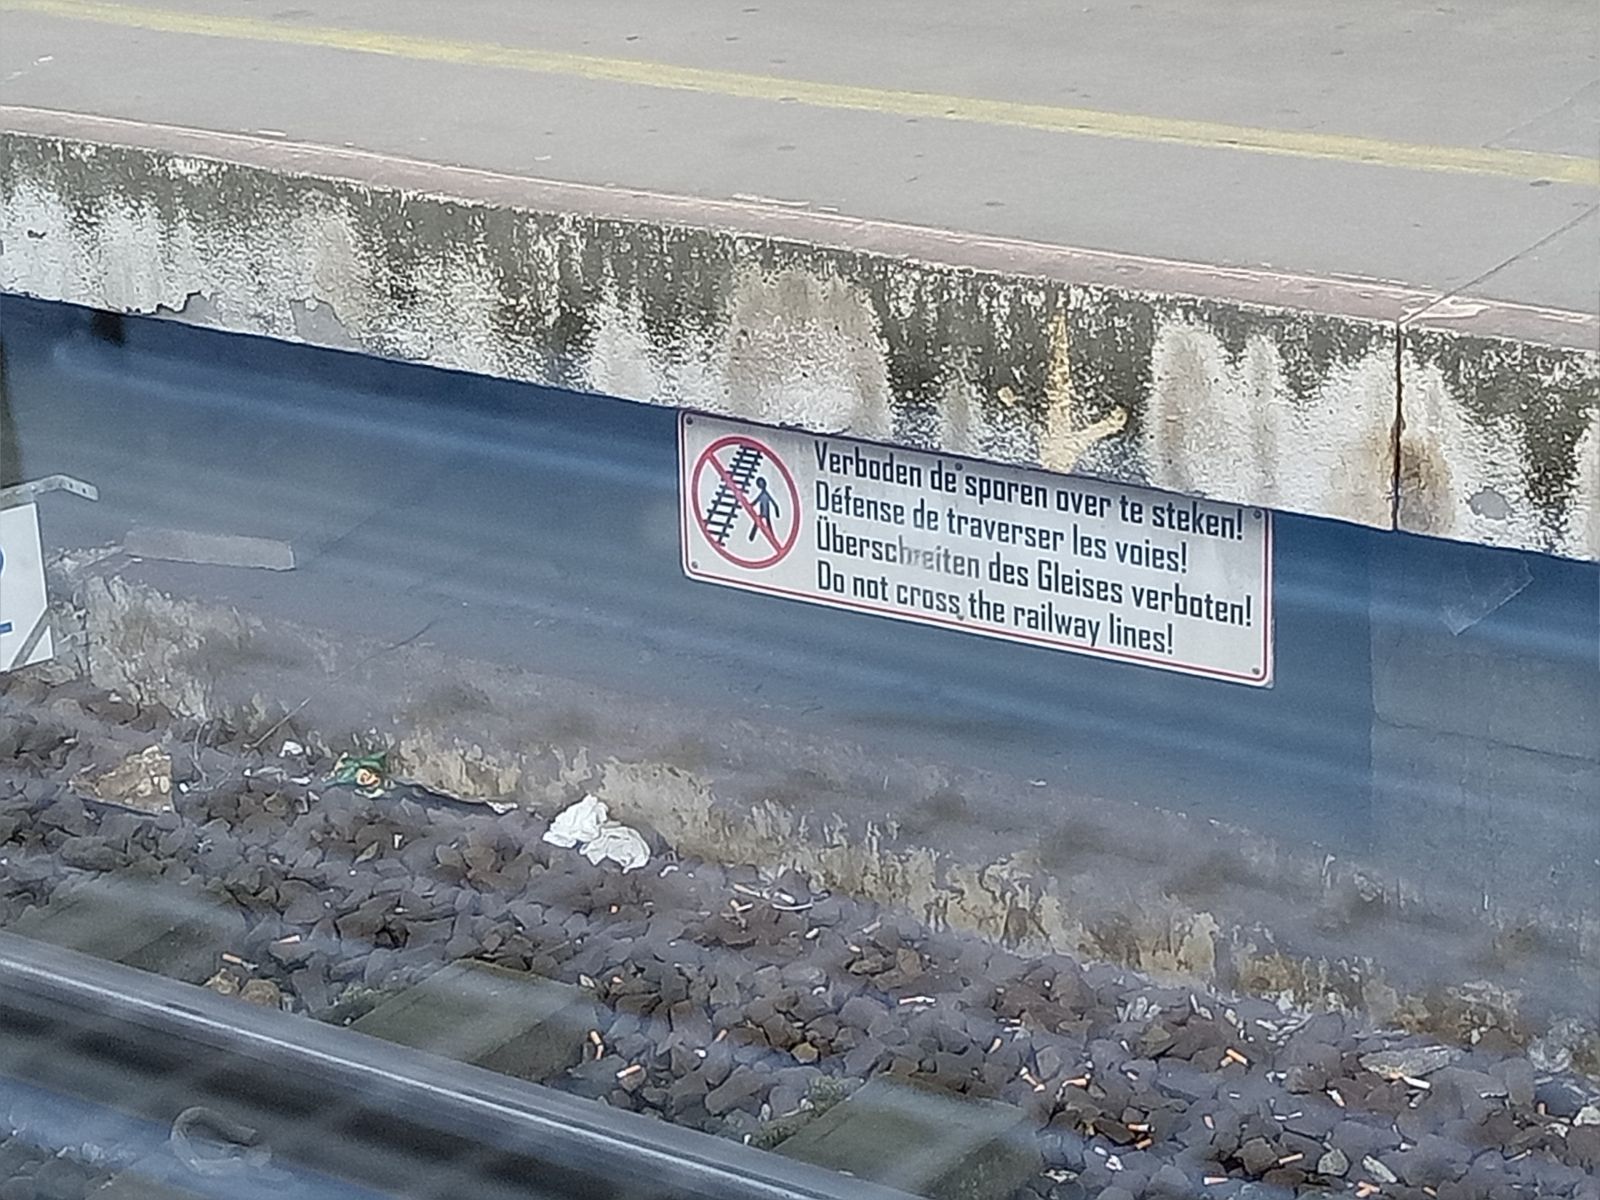 Verboden de sporen over te steken!
Défense de traverser les voies!
Überschreiten des Gleises verboten!
Do not cross the railway lines!